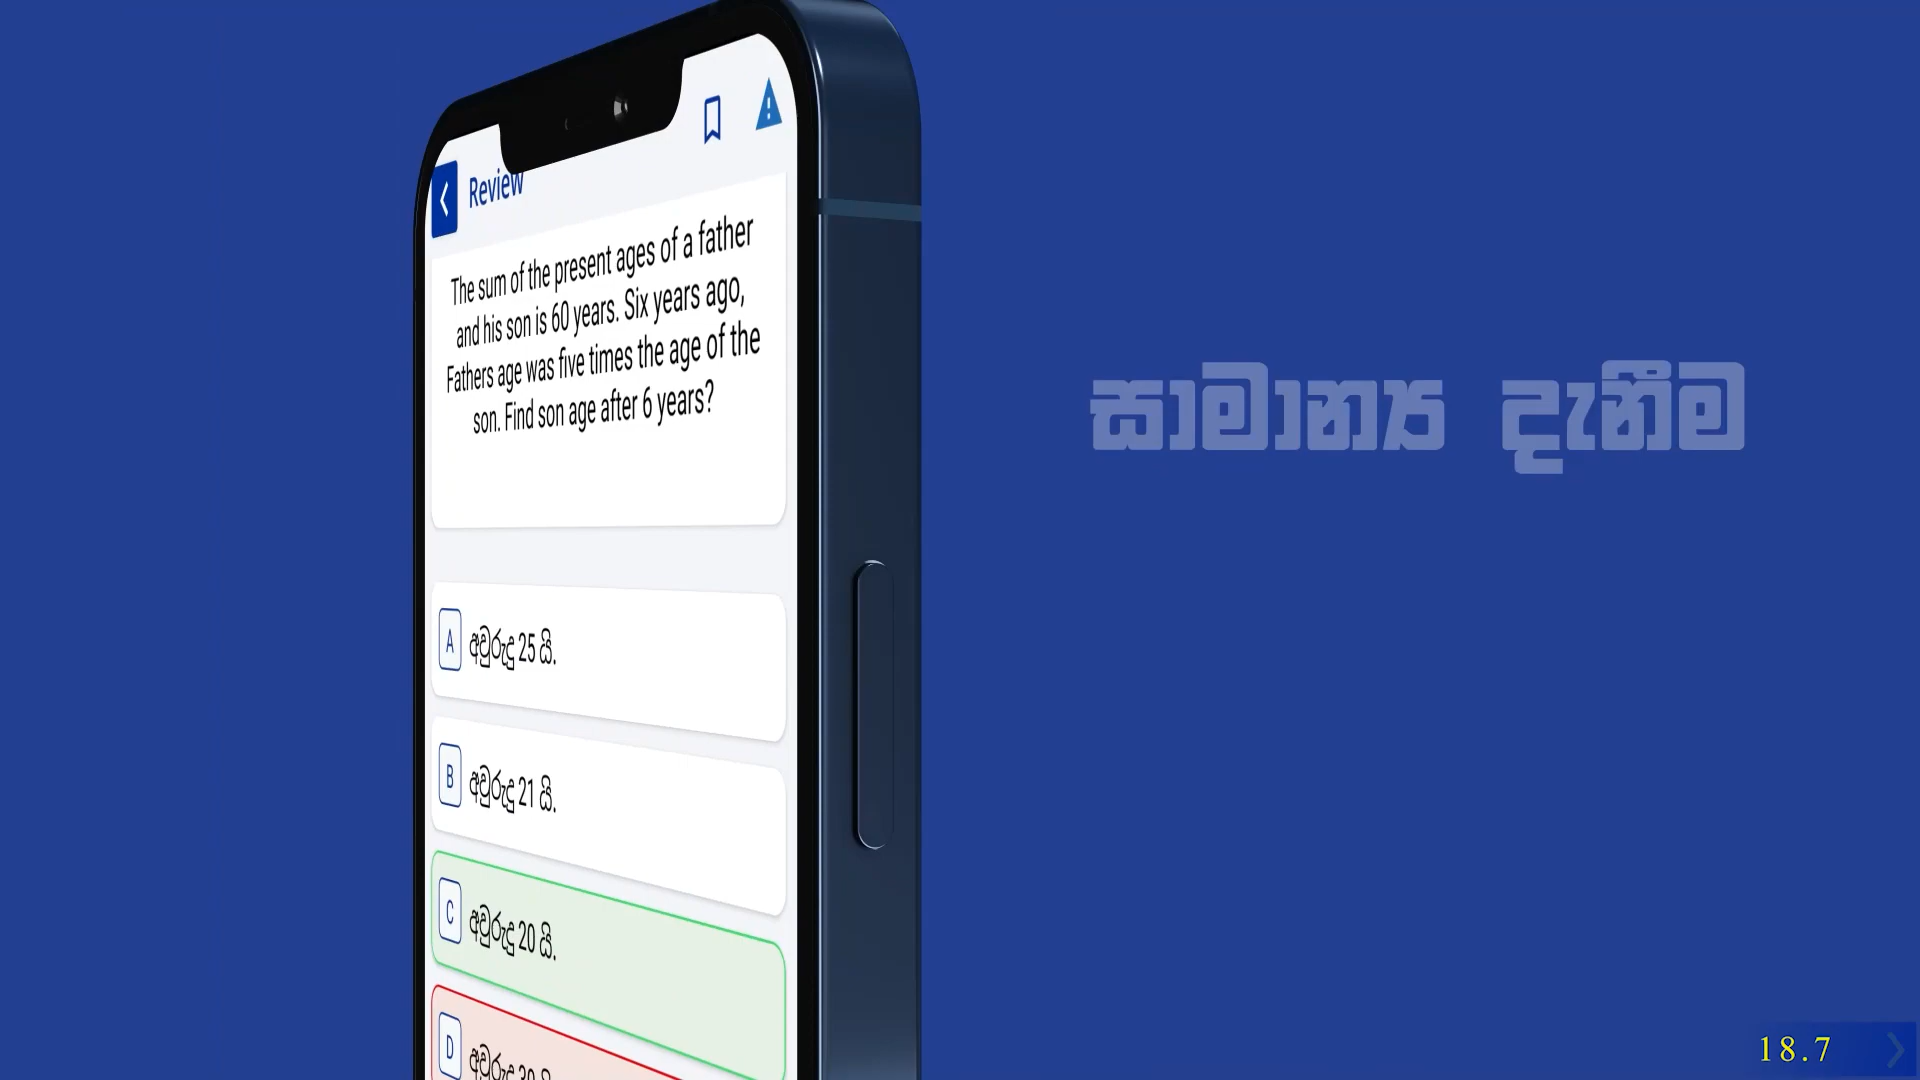 Review
The sum of the present ages of a father
and his son is 60 years. Six years ago,
Fathers age was five times the age of the
son. Find son age after 6 years?
A
අවුරුදු 25 යි.
B
අවුරුදු 21 යි.
C
අවුරුදු 20 යි.
D
අවුරුදු 30 යි.
සාමාන්‍ය දැනීම
18.7